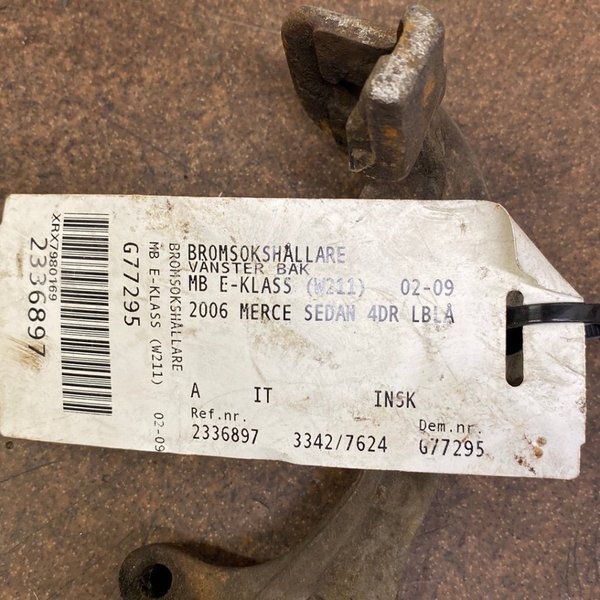 XRX7980169
2336897
G77295
MB E-KLASS (W211) 02-09
BROMSOKSHÅLLARE
BROMSOKSHÅLLARE
VÄNSTER BAK
MB E-KLASS (W211) 02-09
2006 MERCE SEDAN 4DR LBLÅ
A IT INSK
Ref.nr. Dem.nr.
2336897 3342/7624 G77295